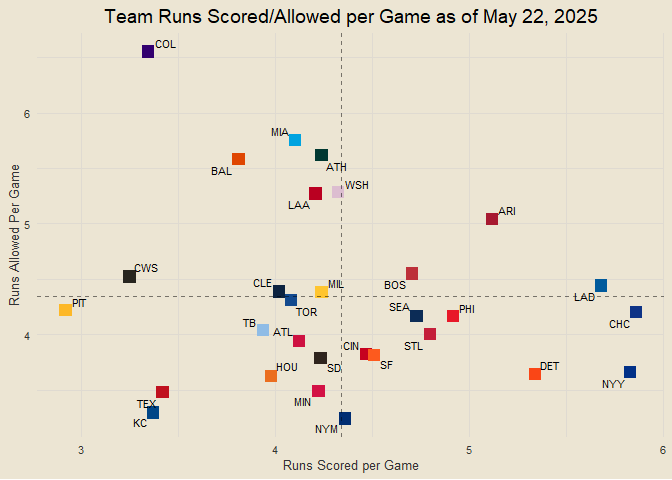 Team Runs Scored/Allowed per Game as of May 22, 2025
COL
6
MIA
ATH
BAL
WSH
LAA
ARI
5
CWS
CLE
MIL
BOS
LAD
PIT
TOR
SEA
PHI
CHC
TB
ATL
4
STL
CIN
SF
SD
HOU
DET
NYY
TEX
MIN
KC
NYM
3
4
5
6
Runs Scored per Game
Runs Allowed Per Game